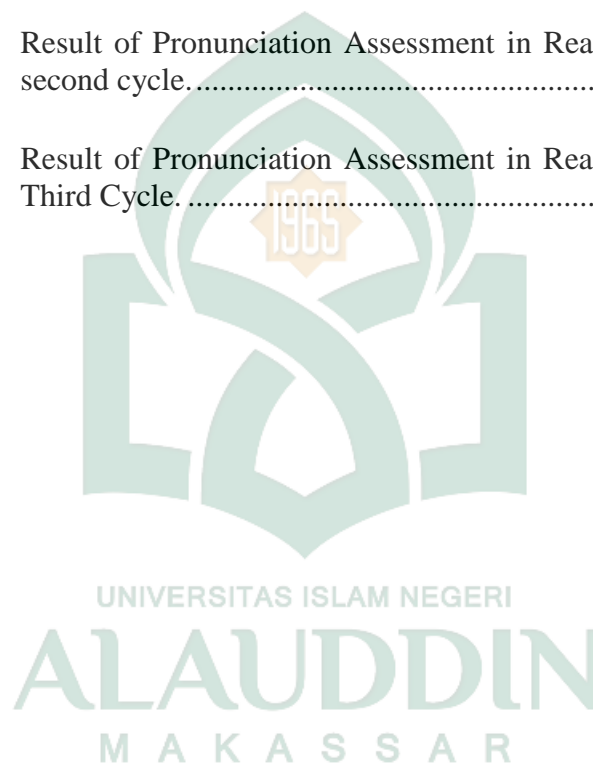 Result of Pronunciation Assessment in Rea
second cycle. ..................................................
Result of Pronunciation Assessment in Rea
Third Cycle. ..................................................
1965
UNIVERSITAS ISLAM NEGERI
ALAUDDIN
MAKASSAR